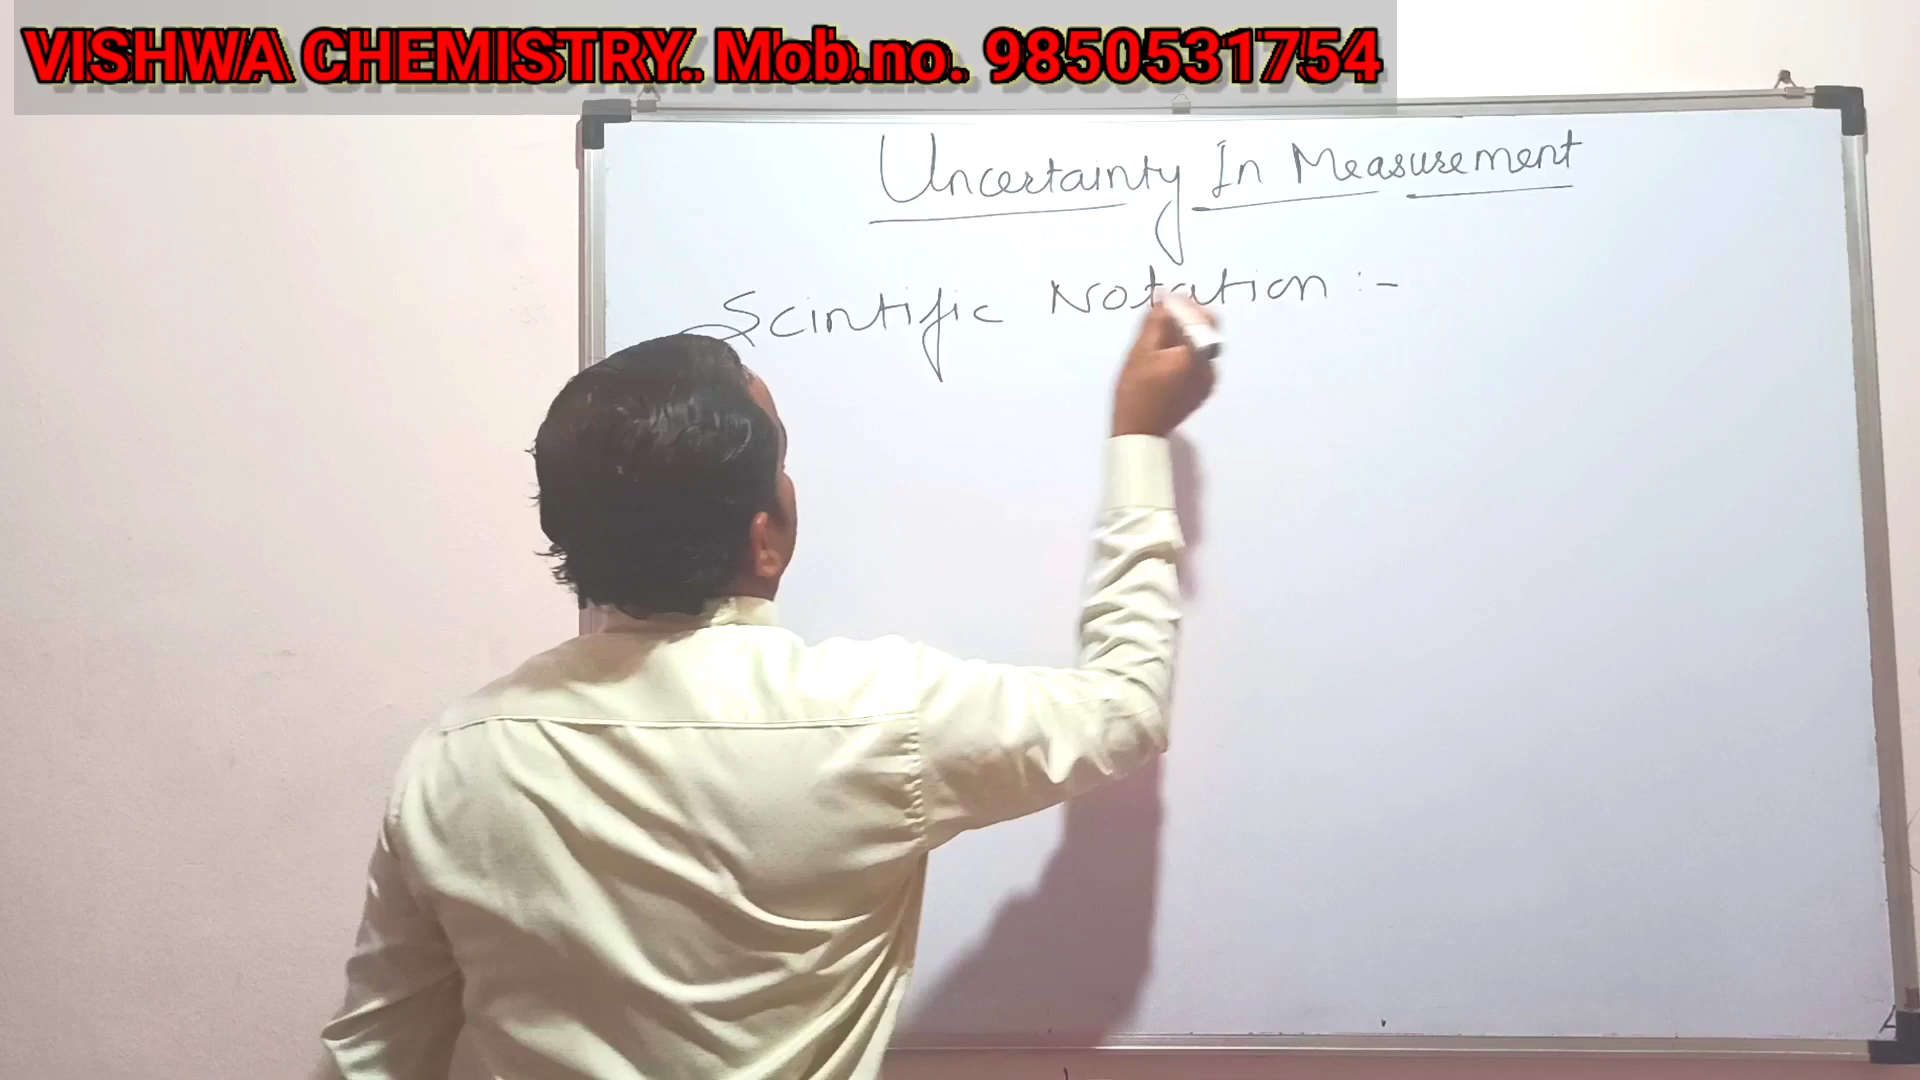 VISHWA CHEMISTRY. Mob.no. 9850531754
Uncertainty In Measurement
Scintific Notation :-